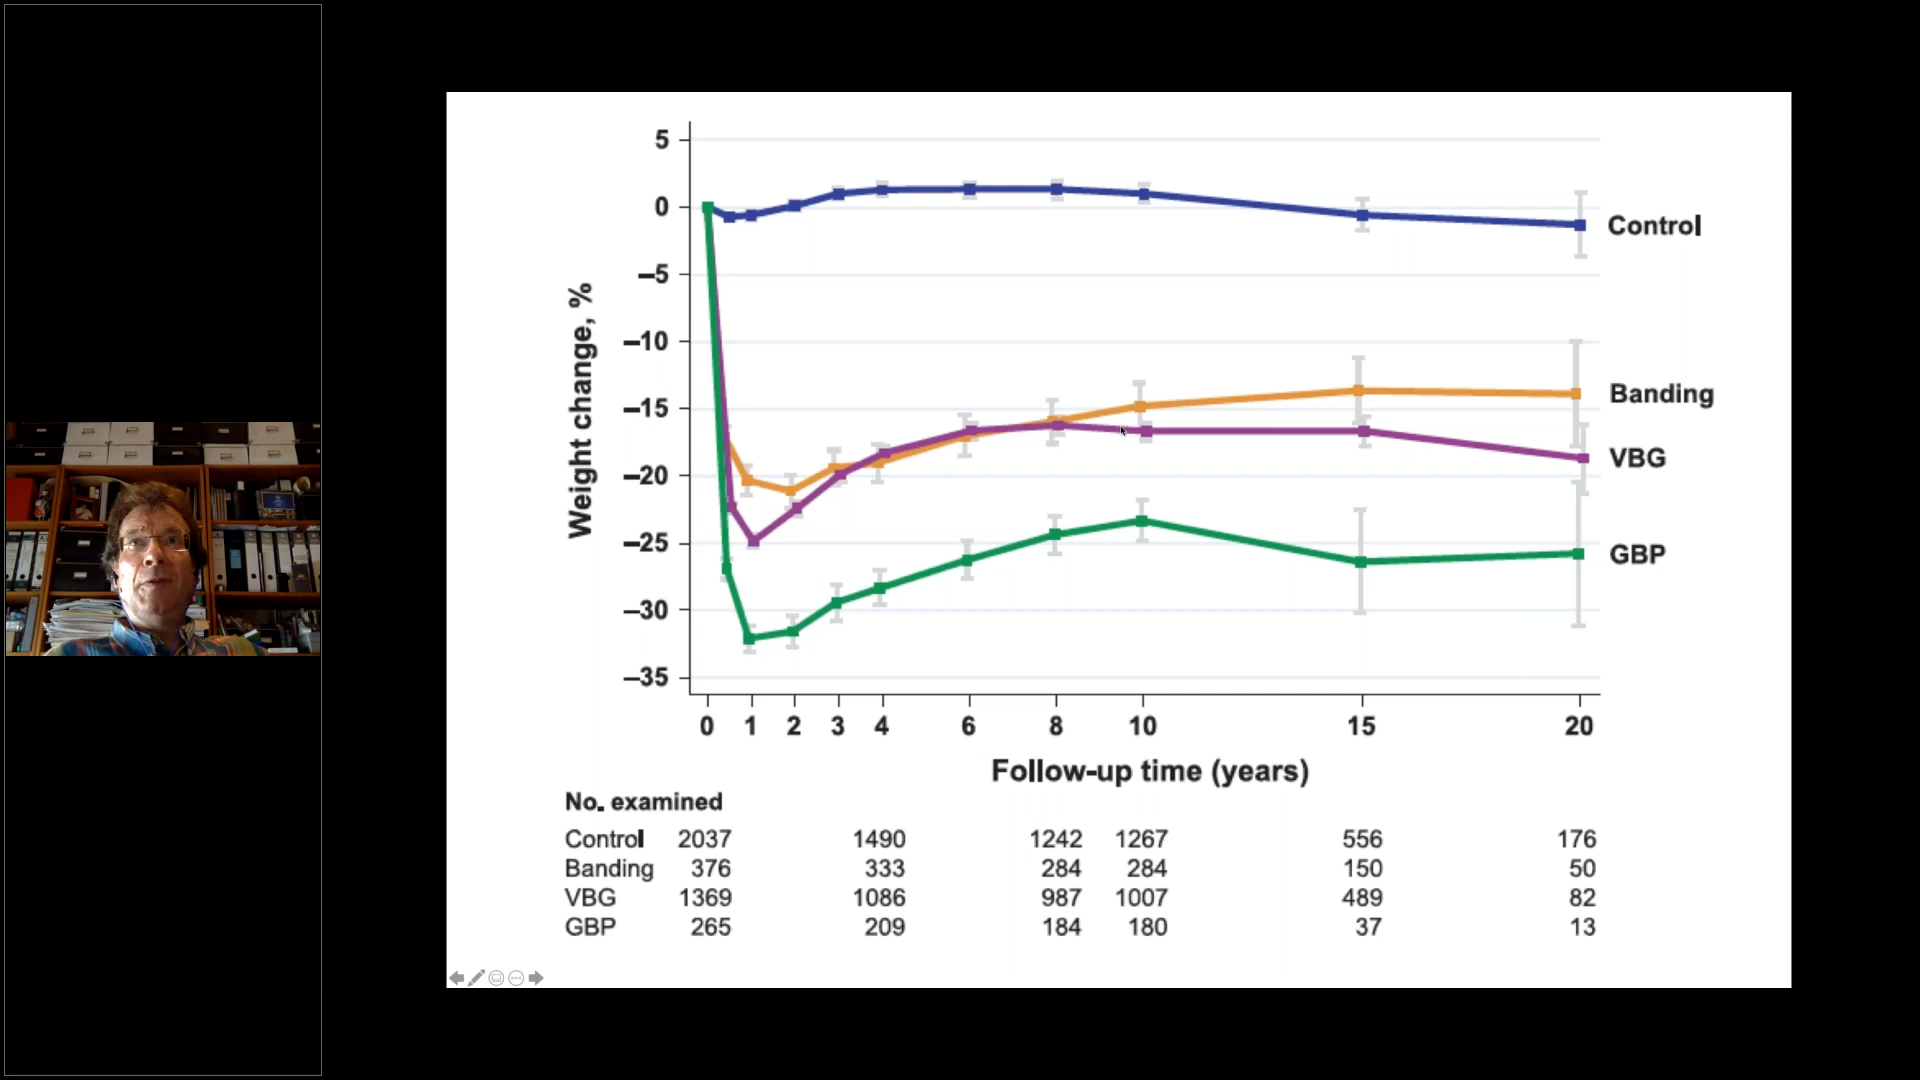 5
0
–5
–10
–15
–20
–25
–30
–35
Weight change, %
Control
Banding
VBG
GBP
0 1 2 3 4 6 8 10 15 20
Follow-up time (years)
No. examined
Control 2037 1490 1242 1267 556 176
Banding 376 333 284 284 150 50
VBG 1369 1086 987 1007 489 82
GBP 265 209 184 180 37 13